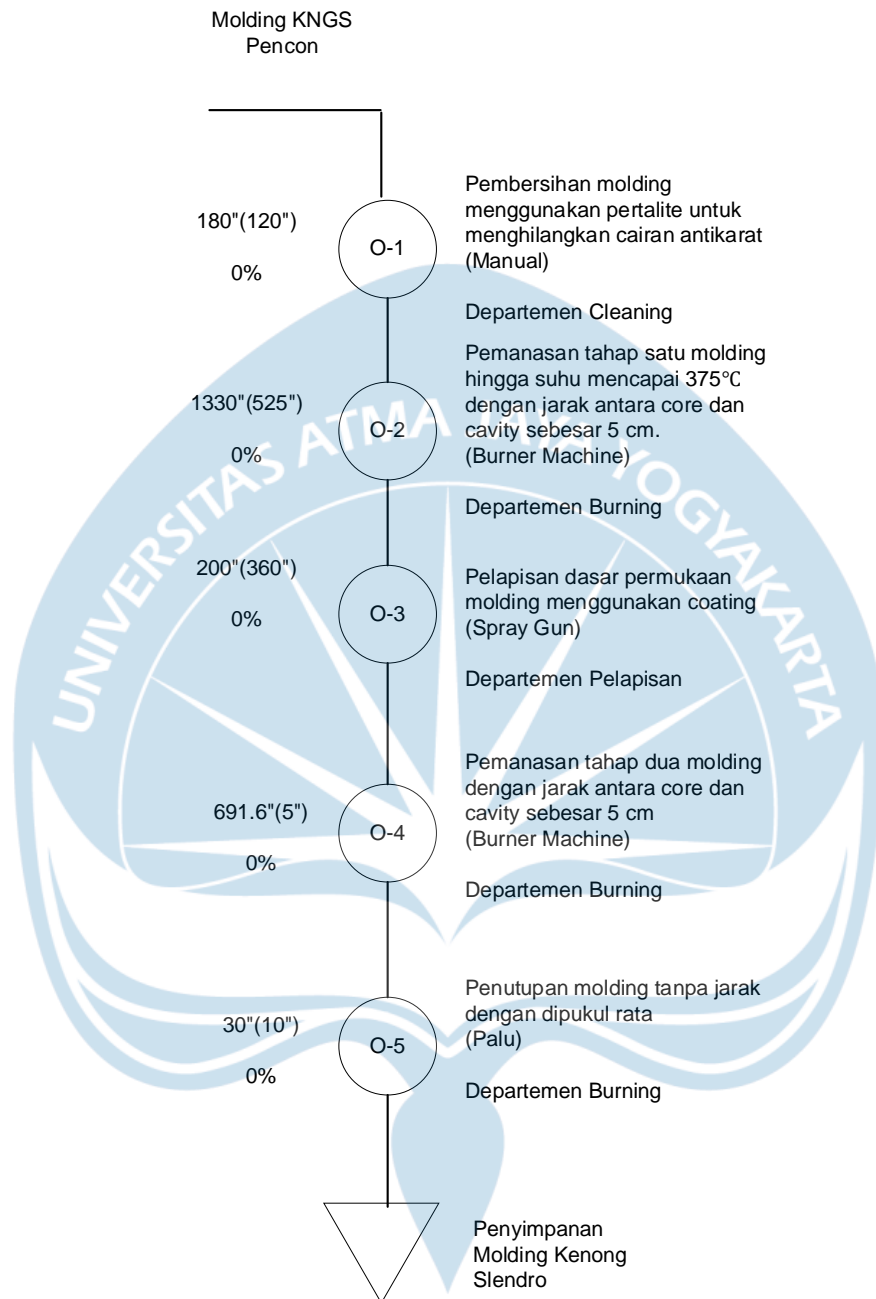 Molding KNGS
Pencon
180"(120")
0%
O-1
Pembersihan molding
menggunakan pertalite untuk
menghilangkan cairan antikarat
(Manual)
Departemen Cleaning
1330"(525")
0%
O-2
Pemanasan tahap satu molding
hingga suhu mencapai 375℃
dengan jarak antara core dan
cavity sebesar 5 cm.
(Burner Machine)
Departemen Burning
200"(360")
0%
O-3
Pelapisan dasar permukaan
molding menggunakan coating
(Spray Gun)
Departemen Pelapisan
691.6"(5")
0%
O-4
Pemanasan tahap dua molding
dengan jarak antara core dan
cavity sebesar 5 cm
(Burner Machine)
Departemen Burning
30"(10")
0%
O-5
Penutupan molding tanpa jarak
dengan dipukul rata
(Palu)
Departemen Burning
Penyimpanan
Molding Kenong
Slendro
UNIVERSITAS ATMA JAYA YOGYAKARTA